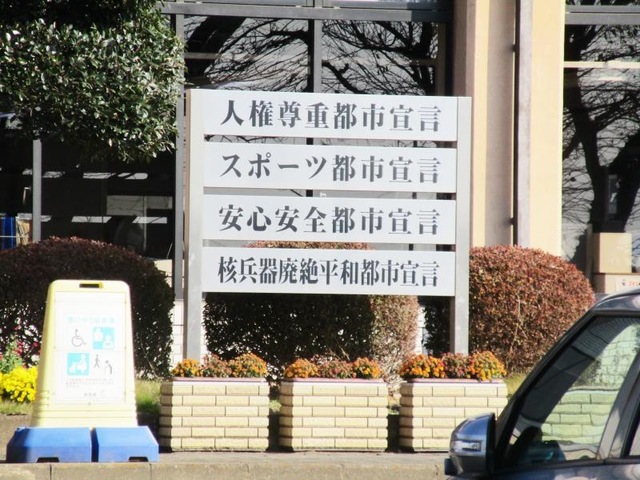 人権尊重都市宣言
スポーツ都市宣言
安心安全都市宣言
核兵器廃絶平和都市宣言